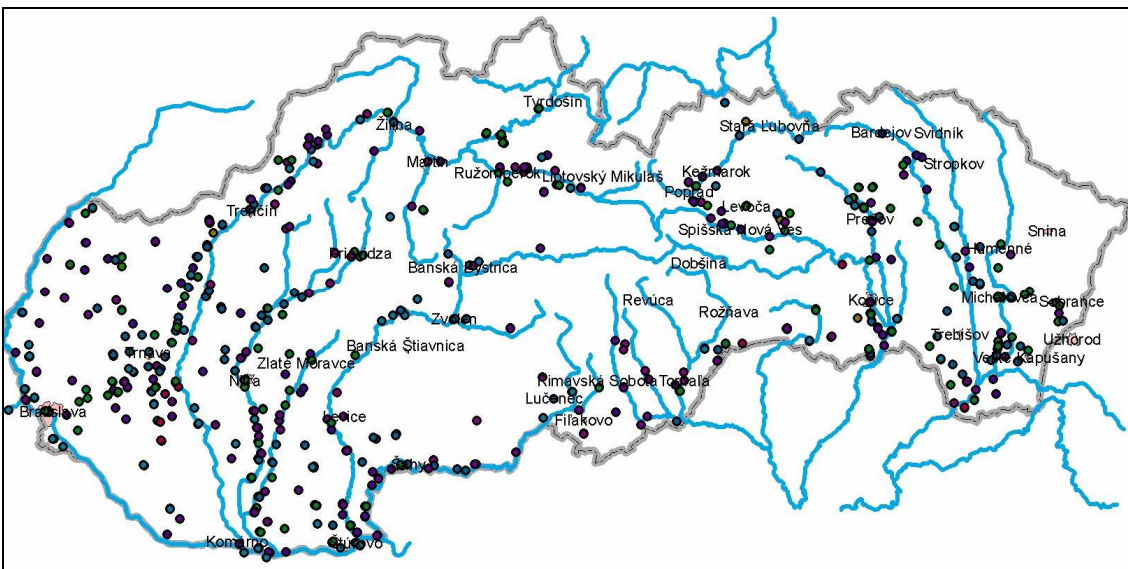 Tvrdošín
Žilina
Stará Ľubovňa
Bardejov
Svidník
Martin
Ružomberok
Liptovský Mikuláš
Kežmarok
Stropkov
Poprad
Trenčín
Levoča
Prešov
Spišská Nová Ves
Snina
Prievidza
Humenné
Banská Bystrica
Dobšiná
Revúca
Košice
Michalovce
Sobrance
Rožňava
Zvolen
Trebišov
Užhorod
Banská Štiavnica
Trnava
Veľké Kapušany
Zlaté Moravce
Nitra
Rimavská Sobota
Tornaľa
Lučenec
Bratislava
Levice
Fiľakovo
Šahy
Komárno
Štúrovo